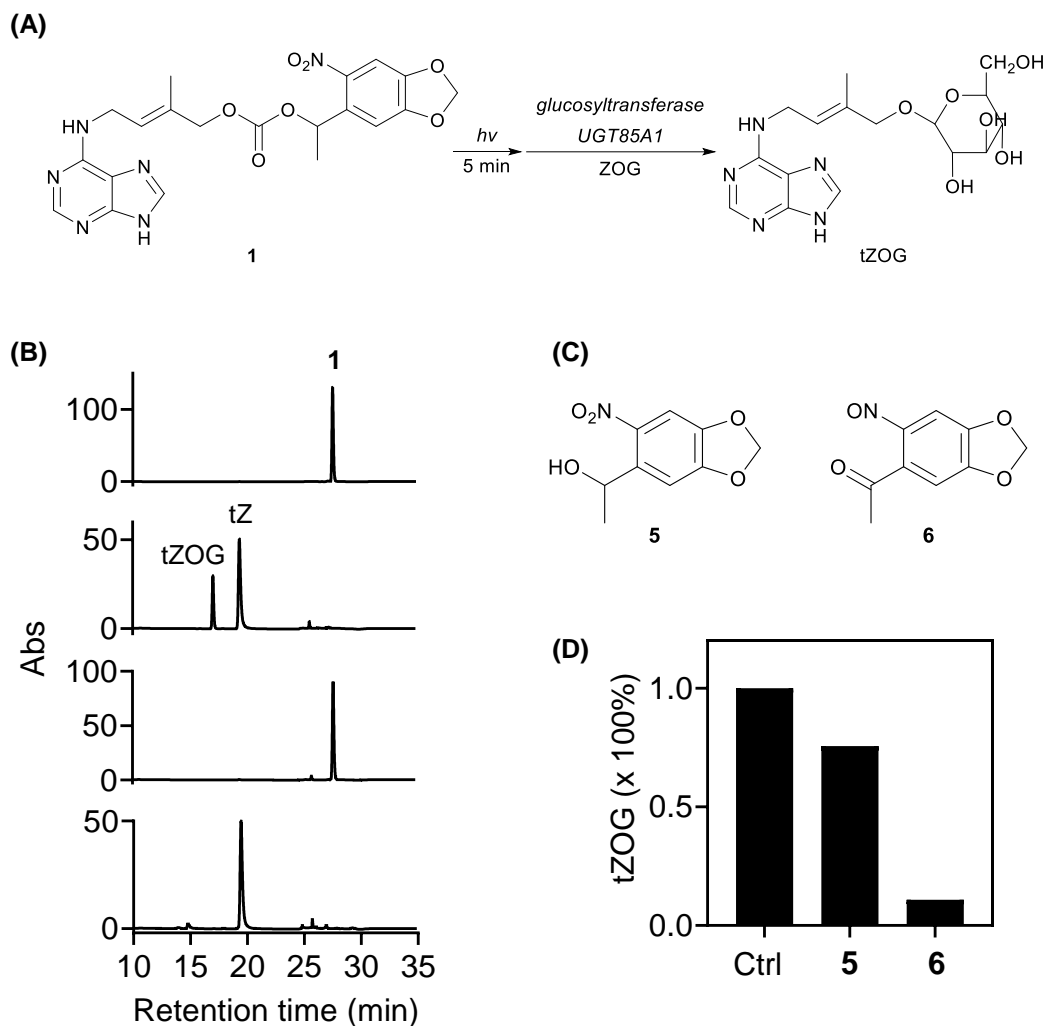 (A)
O₂N
O
O
O
O
O
HN
N
N
N
N
H
1
hν
5 min
glucosyltransferase
UGT85A1
ZOG
CH₂OH
O
O
OH
OH
OH
HN
N
N
N
N
H
tZOG
(B)
1
100
0
tZ
tZOG
50
0
100
50
0
50
0
10 15 20 25 30 35
Abs
Retention time (min)
(C)
O₂N
O
O
HO
5
ON
O
O
O
6
(D)
tZOG (x 100%)
1.0
0.5
0.0
Ctrl 5 6